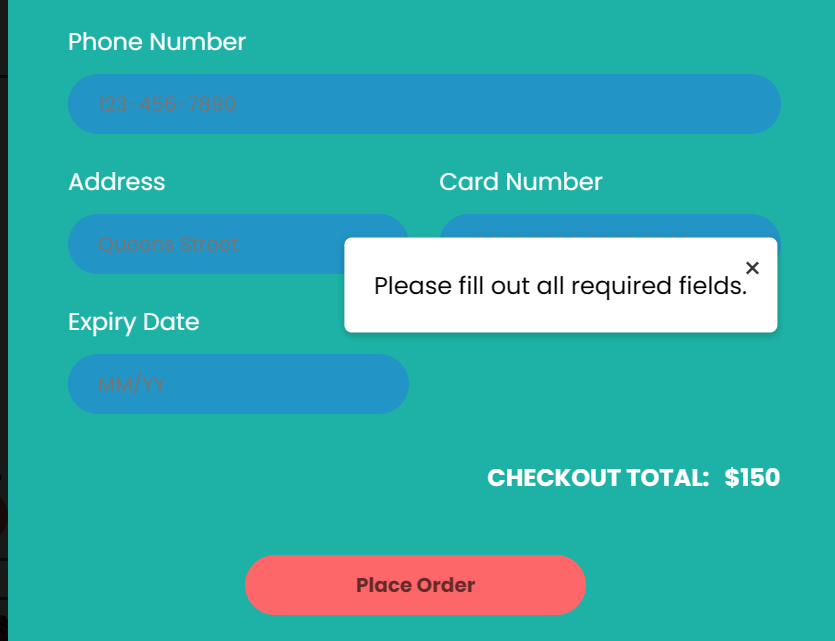 Phone Number
123-456-7890
Address
Card Number
Queens Street
Please fill out all required fields.
×
Expiry Date
MM/YY
CHECKOUT TOTAL: $150
Place Order